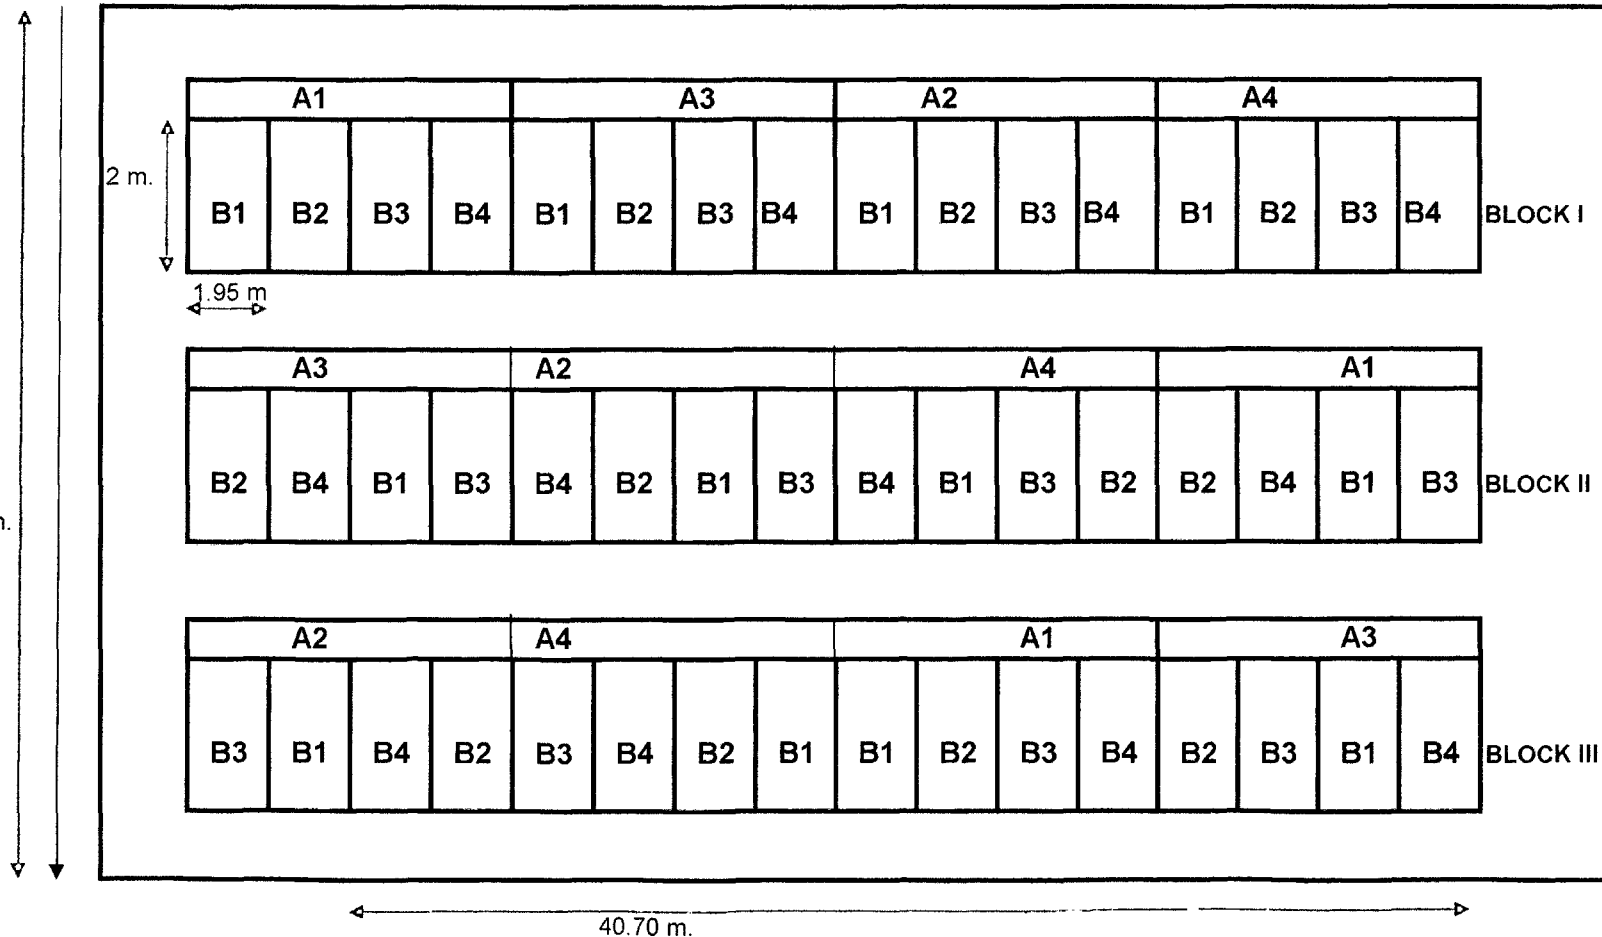 A1 A3 A2 A4
2 m.
B1 B2 B3 B4 B1 B2 B3 B4 B1 B2 B3 B4 B1 B2 B3 B4 BLOCK I
1.95 m
A3 A2 A4 A1
B2 B4 B1 B3 B4 B2 B1 B3 B4 B1 B3 B2 B2 B4 B1 B3 BLOCK II
A2 A4 A1 A3
B3 B1 B4 B2 B3 B4 B2 B1 B1 B2 B3 B4 B2 B3 B1 B4 BLOCK III
40.70 m.